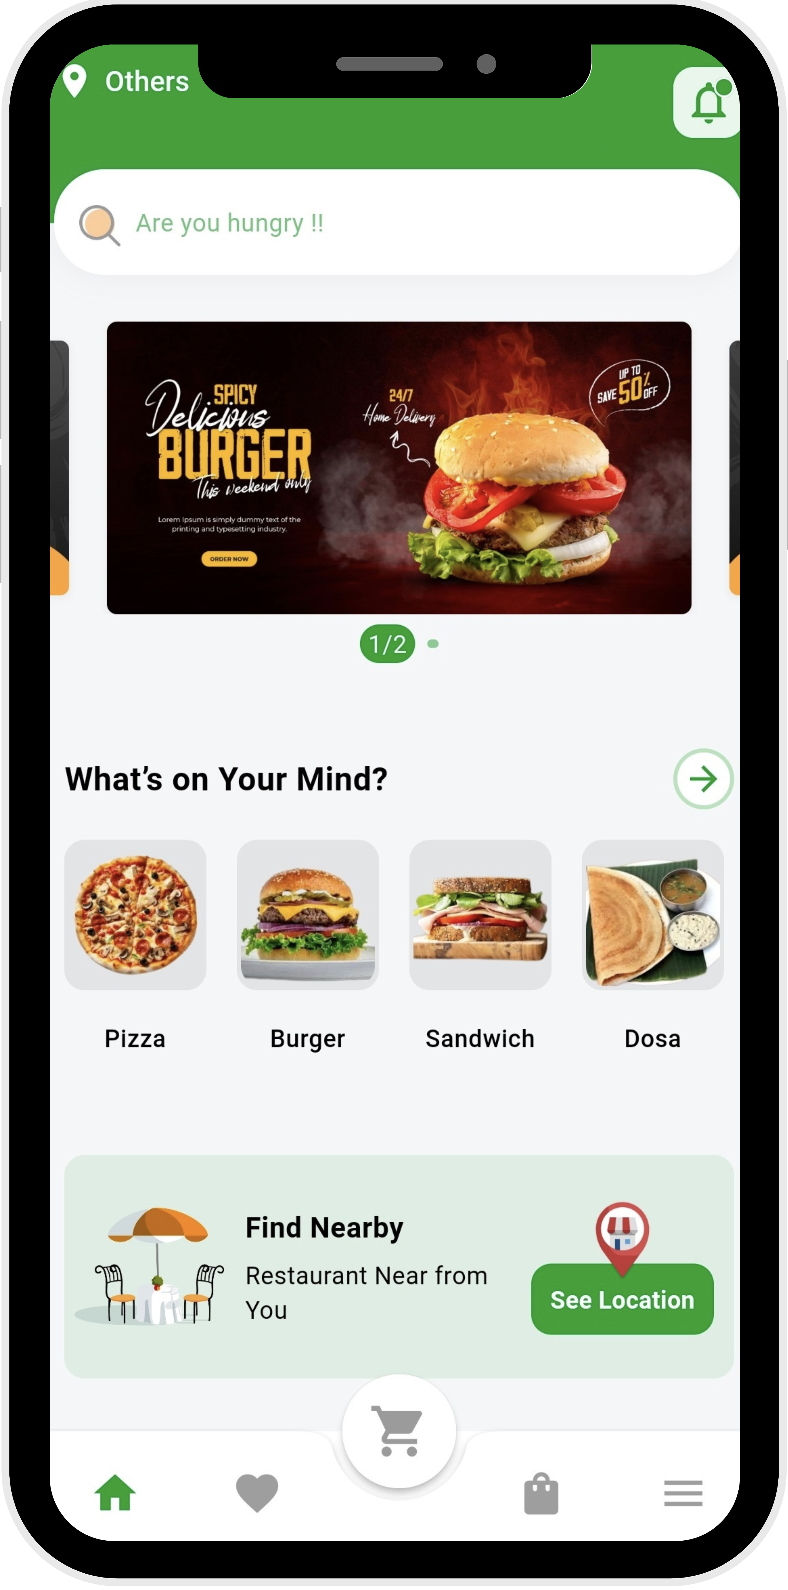 Others
Are you hungry !!
SPICY
Delicious
BURGER
This weekend only
Lorem Ipsum is simply dummy text of the
printing and typesetting industry.
ORDER NOW
24/7
Home Delivery
UP TO
SAVE 50% OFF
1/2
What’s on Your Mind?
Pizza
Burger
Sandwich
Dosa
Find Nearby
Restaurant Near from
You
See Location